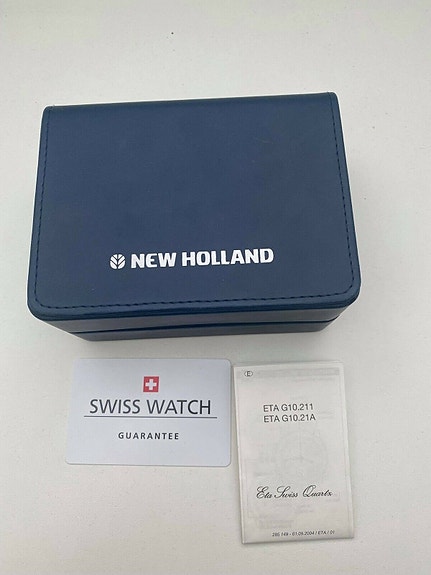 NEW HOLLAND
SWISS WATCH
GUARANTEE
E
ETA G10.211
ETA G10.21A
Eta Swiss Quartz